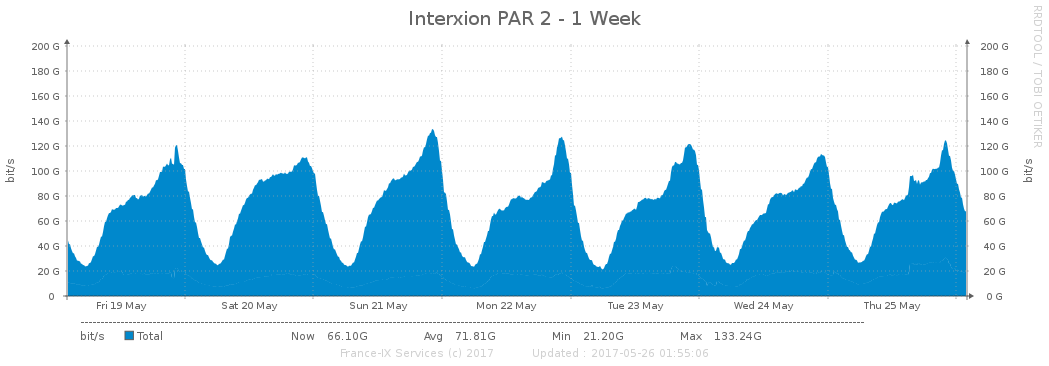 Interxion PAR 2 - 1 Week
RRDTOOL / TOBI OETIKER
200 G 200 G
180 G 180 G
160 G 160 G
140 G 140 G
120 G 120 G
100 G 100 G
80 G 80 G
60 G 60 G
40 G 40 G
20 G 20 G
0 0 G
bit/s bit/s
Fri 19 May Sat 20 May Sun 21 May Mon 22 May Tue 23 May Wed 24 May Thu 25 May
bit/s Total Now 66.10G Avg 71.81G Min 21.20G Max 133.24G
France-IX Services (c) 2017 Updated : 2017-05-26 01:55:06